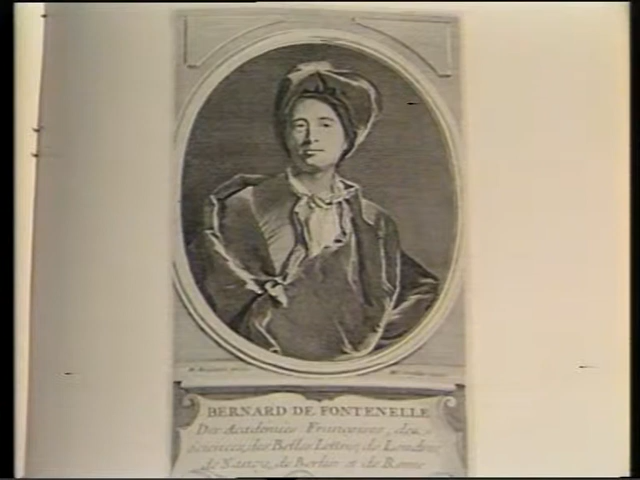 BERNARD DE FONTENELLE
Des Académies Françoises, des
Sciences, des Belles Lettres, de Londres,
de Nancy, de Berlin et de Rome